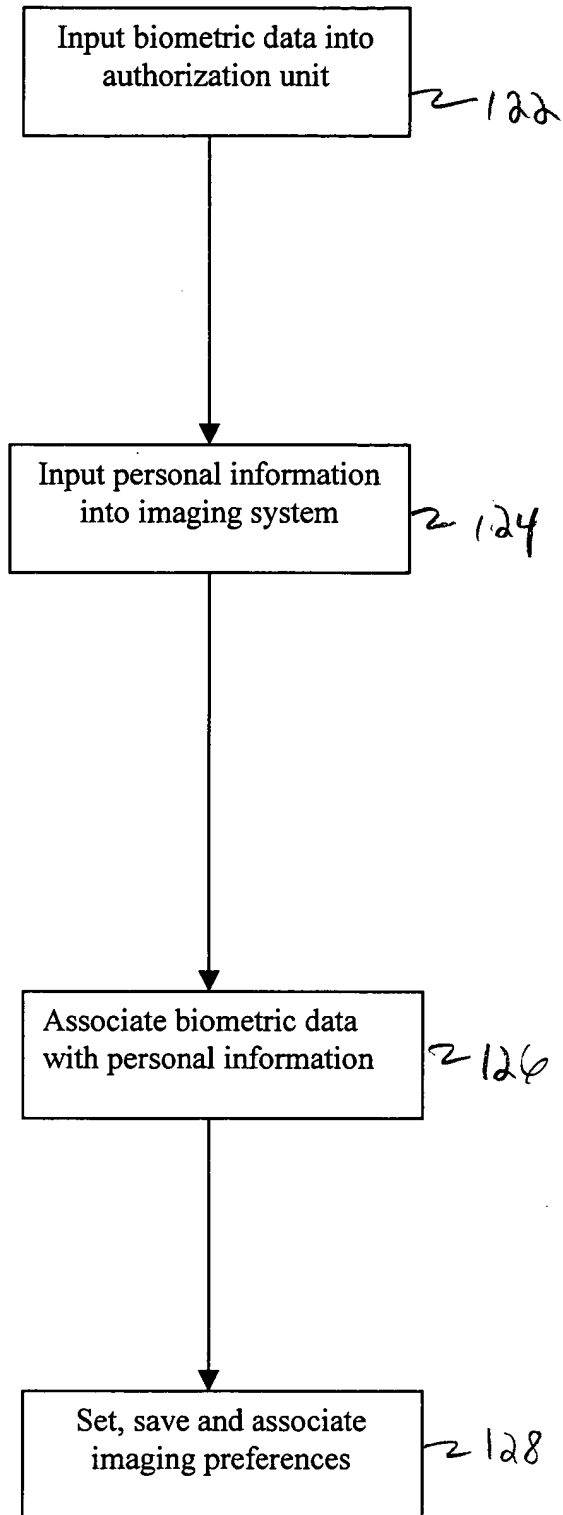 Input biometric data into
authorization unit
122
Input personal information
into imaging system
124
Associate biometric data
with personal information
126
Set, save and associate
imaging preferences
128